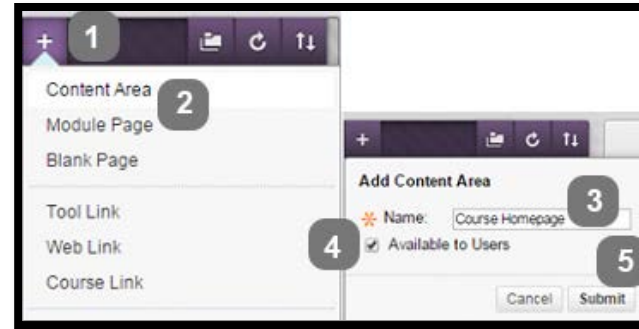 + 1
Content Area
2
Module Page
Blank Page
Tool Link
Web Link
Course Link
+
Add Content Area
3
Name: Course Homepage
4
Available to Users
5
Cancel Submit